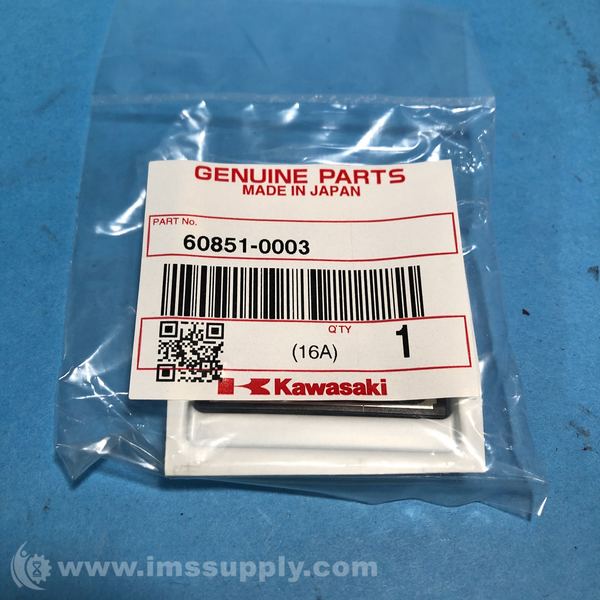 GENUINE PARTS
MADE IN JAPAN
PART No.
60851-0003
Q'TY
(16A)
1
Kawasaki
www.imssupply.com